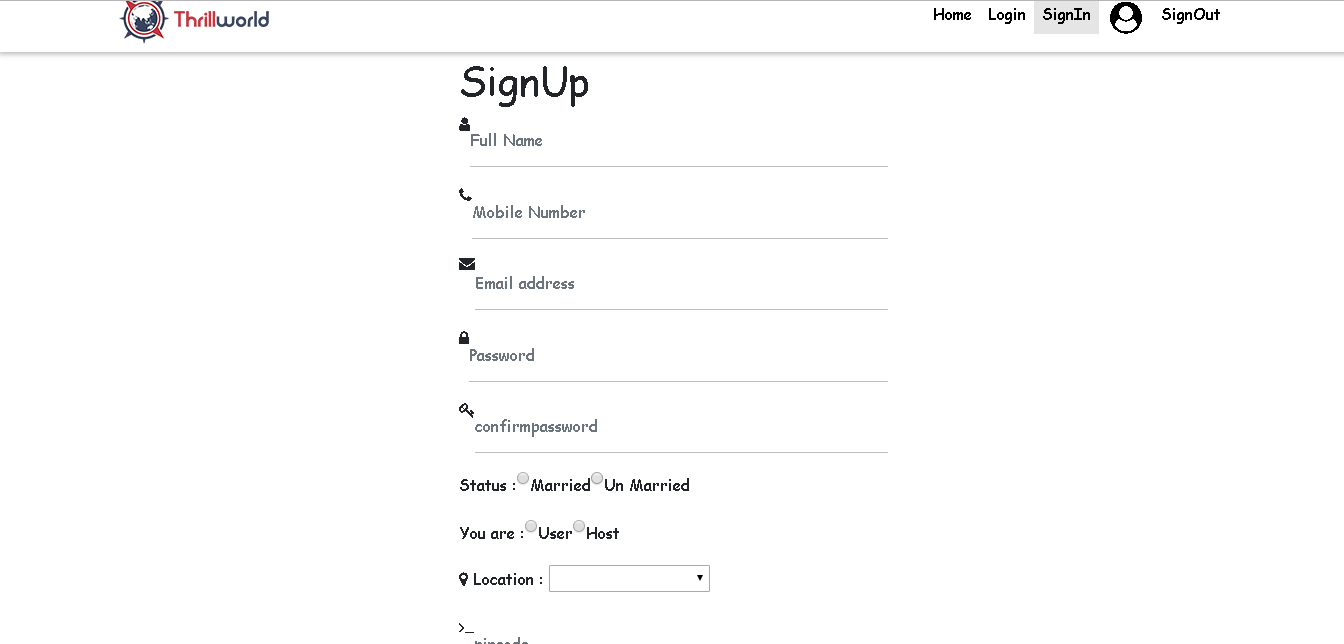 Thrillworld
Home Login SignIn SignOut
SignUp
Full Name
Mobile Number
Email address
Password
confirmpassword
Status : Married Un Married
You are : User Host
Location :